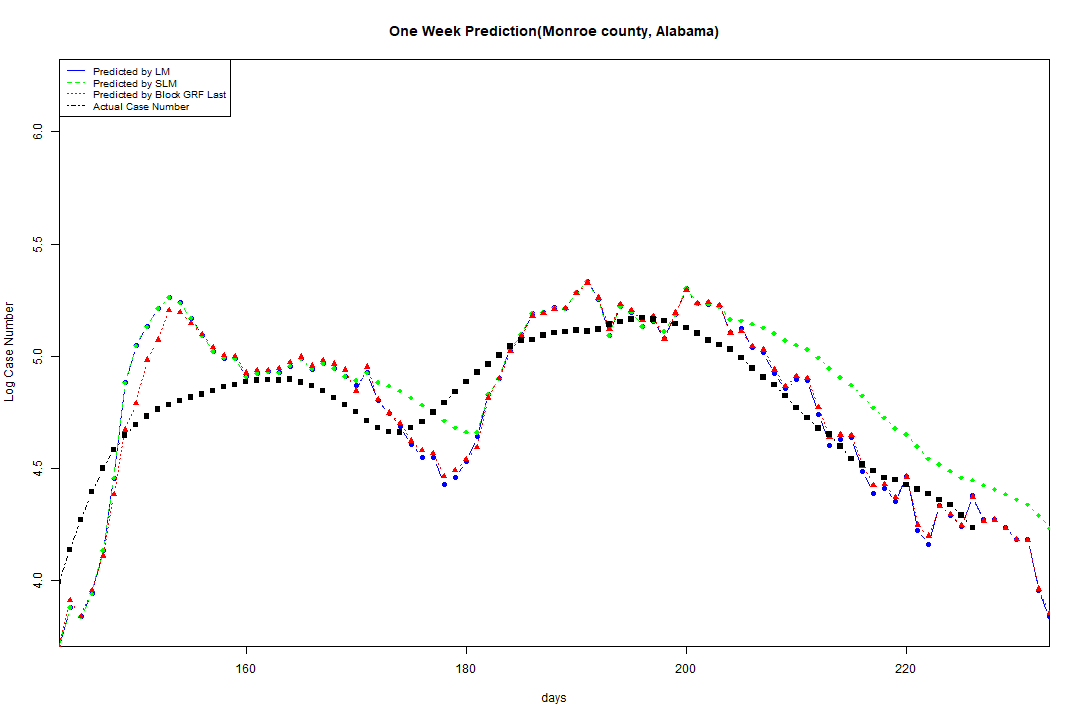 One Week Prediction(Monroe county, Alabama)
Predicted by LM
Predicted by SLM
Predicted by Block GRF Last
Actual Case Number
Log Case Number
6.0
5.5
5.0
4.5
4.0
160
180
200
220
days